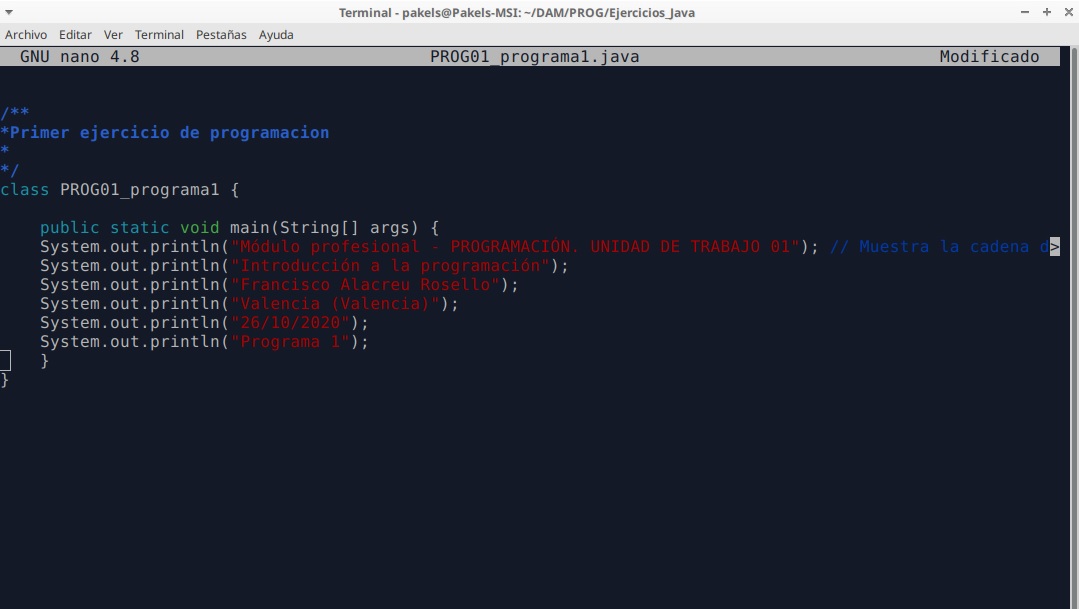 Terminal - pakels@Pakels-MSI: ~/DAM/PROG/Ejercicios_Java
Archivo Editar Ver Terminal Pestañas Ayuda
GNU nano 4.8 PROG01_programa1.java Modificado
/**
*Primer ejercicio de programacion
*
*/
class PROG01_programa1 {
public static void main(String[] args) {
System.out.println("Módulo profesional - PROGRAMACIÓN. UNIDAD DE TRABAJO 01"); // Muestra la cadena d>
System.out.println("Introducción a la programación");
System.out.println("Francisco Alacreu Rosello");
System.out.println("Valencia (Valencia)");
System.out.println("26/10/2020");
System.out.println("Programa 1");
}
}